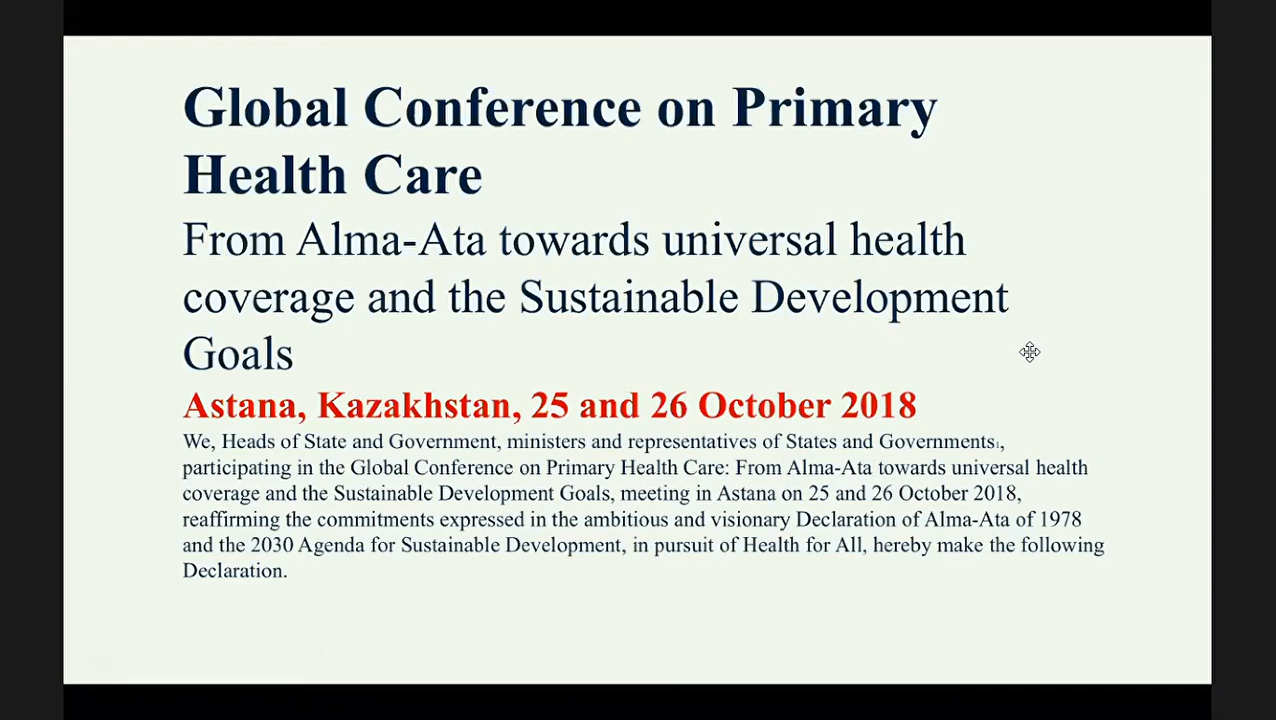 Global Conference on Primary
Health Care
From Alma-Ata towards universal health
coverage and the Sustainable Development
Goals
Astana, Kazakhstan, 25 and 26 October 2018
We, Heads of State and Government, ministers and representatives of States and Governments1,
participating in the Global Conference on Primary Health Care: From Alma-Ata towards universal health
coverage and the Sustainable Development Goals, meeting in Astana on 25 and 26 October 2018,
reaffirming the commitments expressed in the ambitious and visionary Declaration of Alma-Ata of 1978
and the 2030 Agenda for Sustainable Development, in pursuit of Health for All, hereby make the following
Declaration.